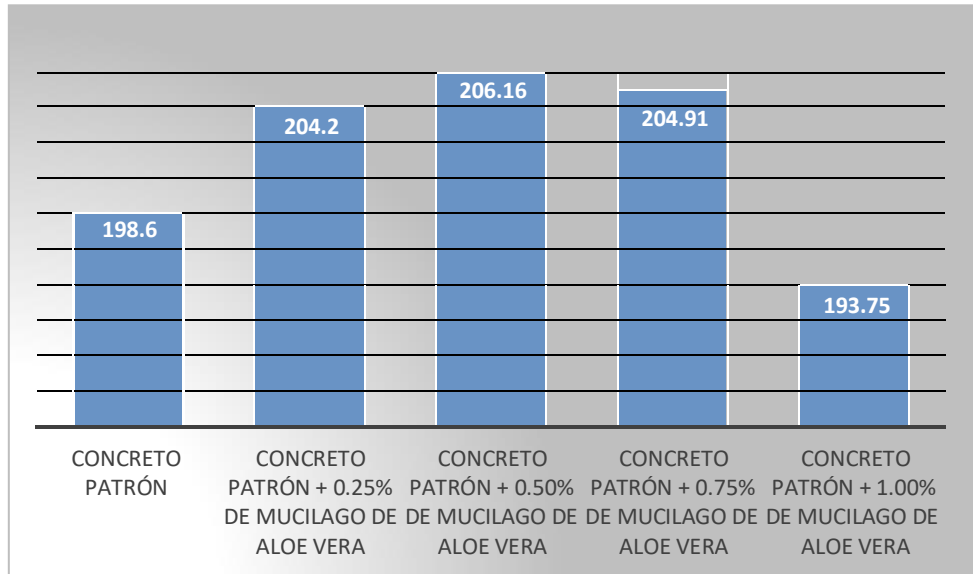 206.16
204.2
204.91
198.6
193.75
CONCRETO
PATRÓN
CONCRETO
PATRÓN + 0.25%
DE MUCILAGO DE
ALOE VERA
CONCRETO
PATRÓN + 0.50%
DE MUCILAGO DE
ALOE VERA
CONCRETO
PATRÓN + 0.75%
DE MUCILAGO DE
ALOE VERA
CONCRETO
PATRÓN + 1.00%
DE MUCILAGO DE
ALOE VERA